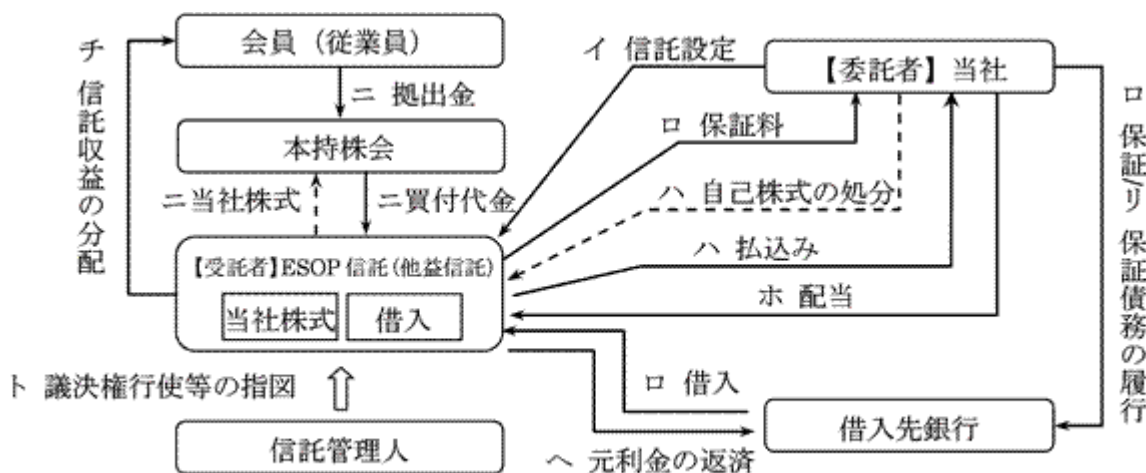 会員（従業員）
【委託者】当社
イ 信託設定
チ 信託収益の分配
ニ 拠出金
ロ 保証料
ロ 保証/リ 保証債務の履行
本持株会
ニ当社株式
ニ買付代金
ハ 自己株式の処分
【受託者】ESOP信託（他益信託）
ハ 払込み
当社株式
借入
ホ 配当
ト 議決権行使等の指図
ロ 借入
借入先銀行
信託管理人
ヘ 元利金の返済